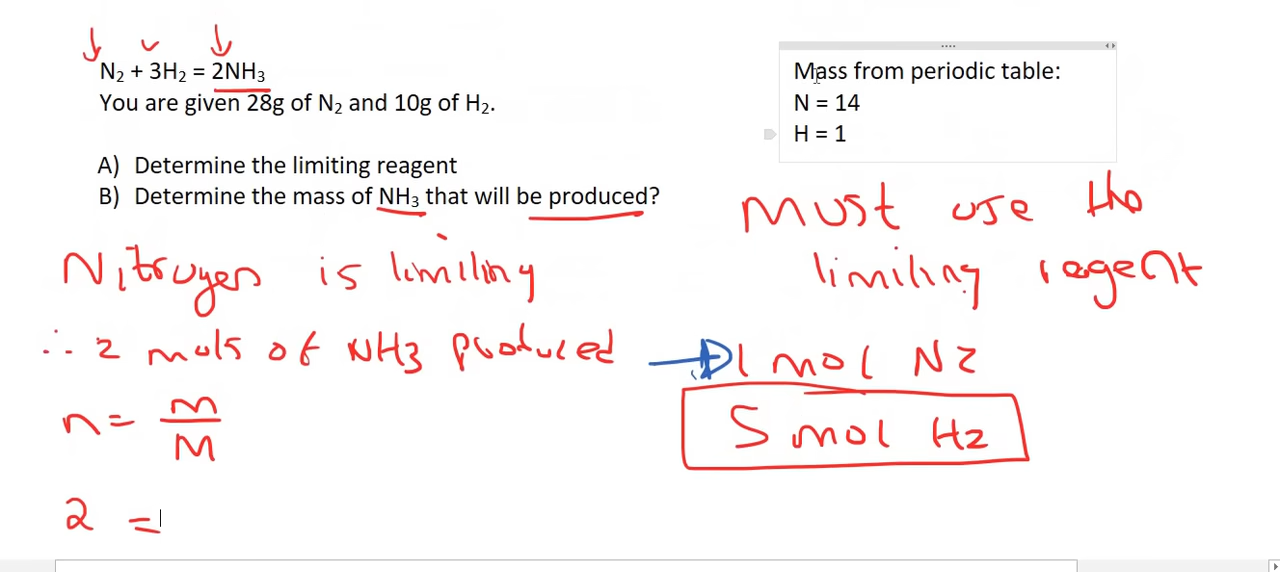 N₂ + 3H₂ = 2NH₃
You are given 28g of N₂ and 10g of H₂.
A) Determine the limiting reagent
B) Determine the mass of NH₃ that will be produced?
Mass from periodic table:
N = 14
H = 1
Must use the
limiting reagent
Nitrogen is limiting
∴ 2 mols of NH3 produced
1 mol N2
5 mol H2
n = m/M
2 =